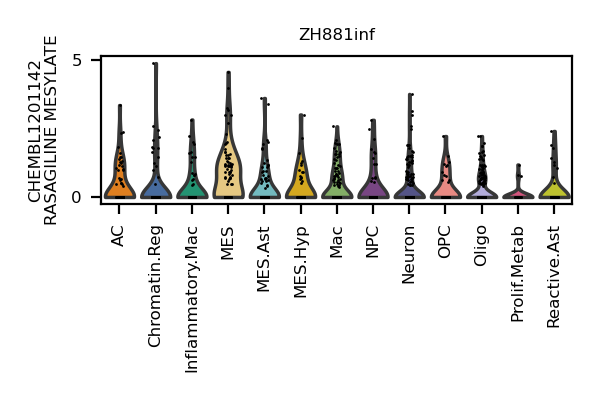 ZH881inf
CHEMBL1201142
RASAGILINE MESYLATE
5
0
AC
Chromatin.Reg
Inflammatory.Mac
MES
MES.Ast
MES.Hyp
Mac
NPC
Neuron
OPC
Oligo
Prolif.Metab
Reactive.Ast